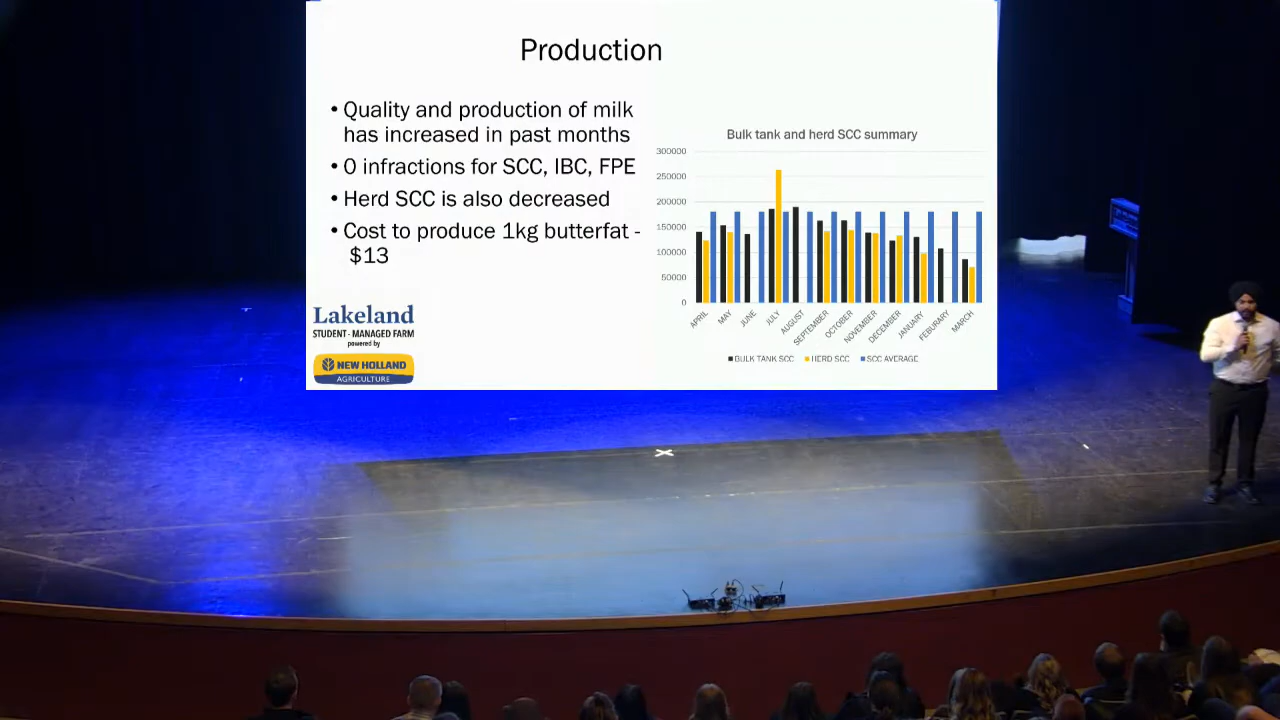 Production
• Quality and production of milk
has increased in past months
• 0 infractions for SCC, IBC, FPE
• Herd SCC is also decreased
• Cost to produce 1kg butterfat -
$13
Bulk tank and herd SCC summary
300000
250000
200000
150000
100000
50000
0
APRIL
MAY
JUNE
JULY
AUGUST
SEPTEMBER
OCTOBER
NOVEMBER
DECEMBER
JANUARY
FEBURARY
MARCH
BULK TANK SCC HERD SCC SCC AVERAGE
Lakeland
STUDENT-MANAGED FARM
powered by
NEW HOLLAND
AGRICULTURE